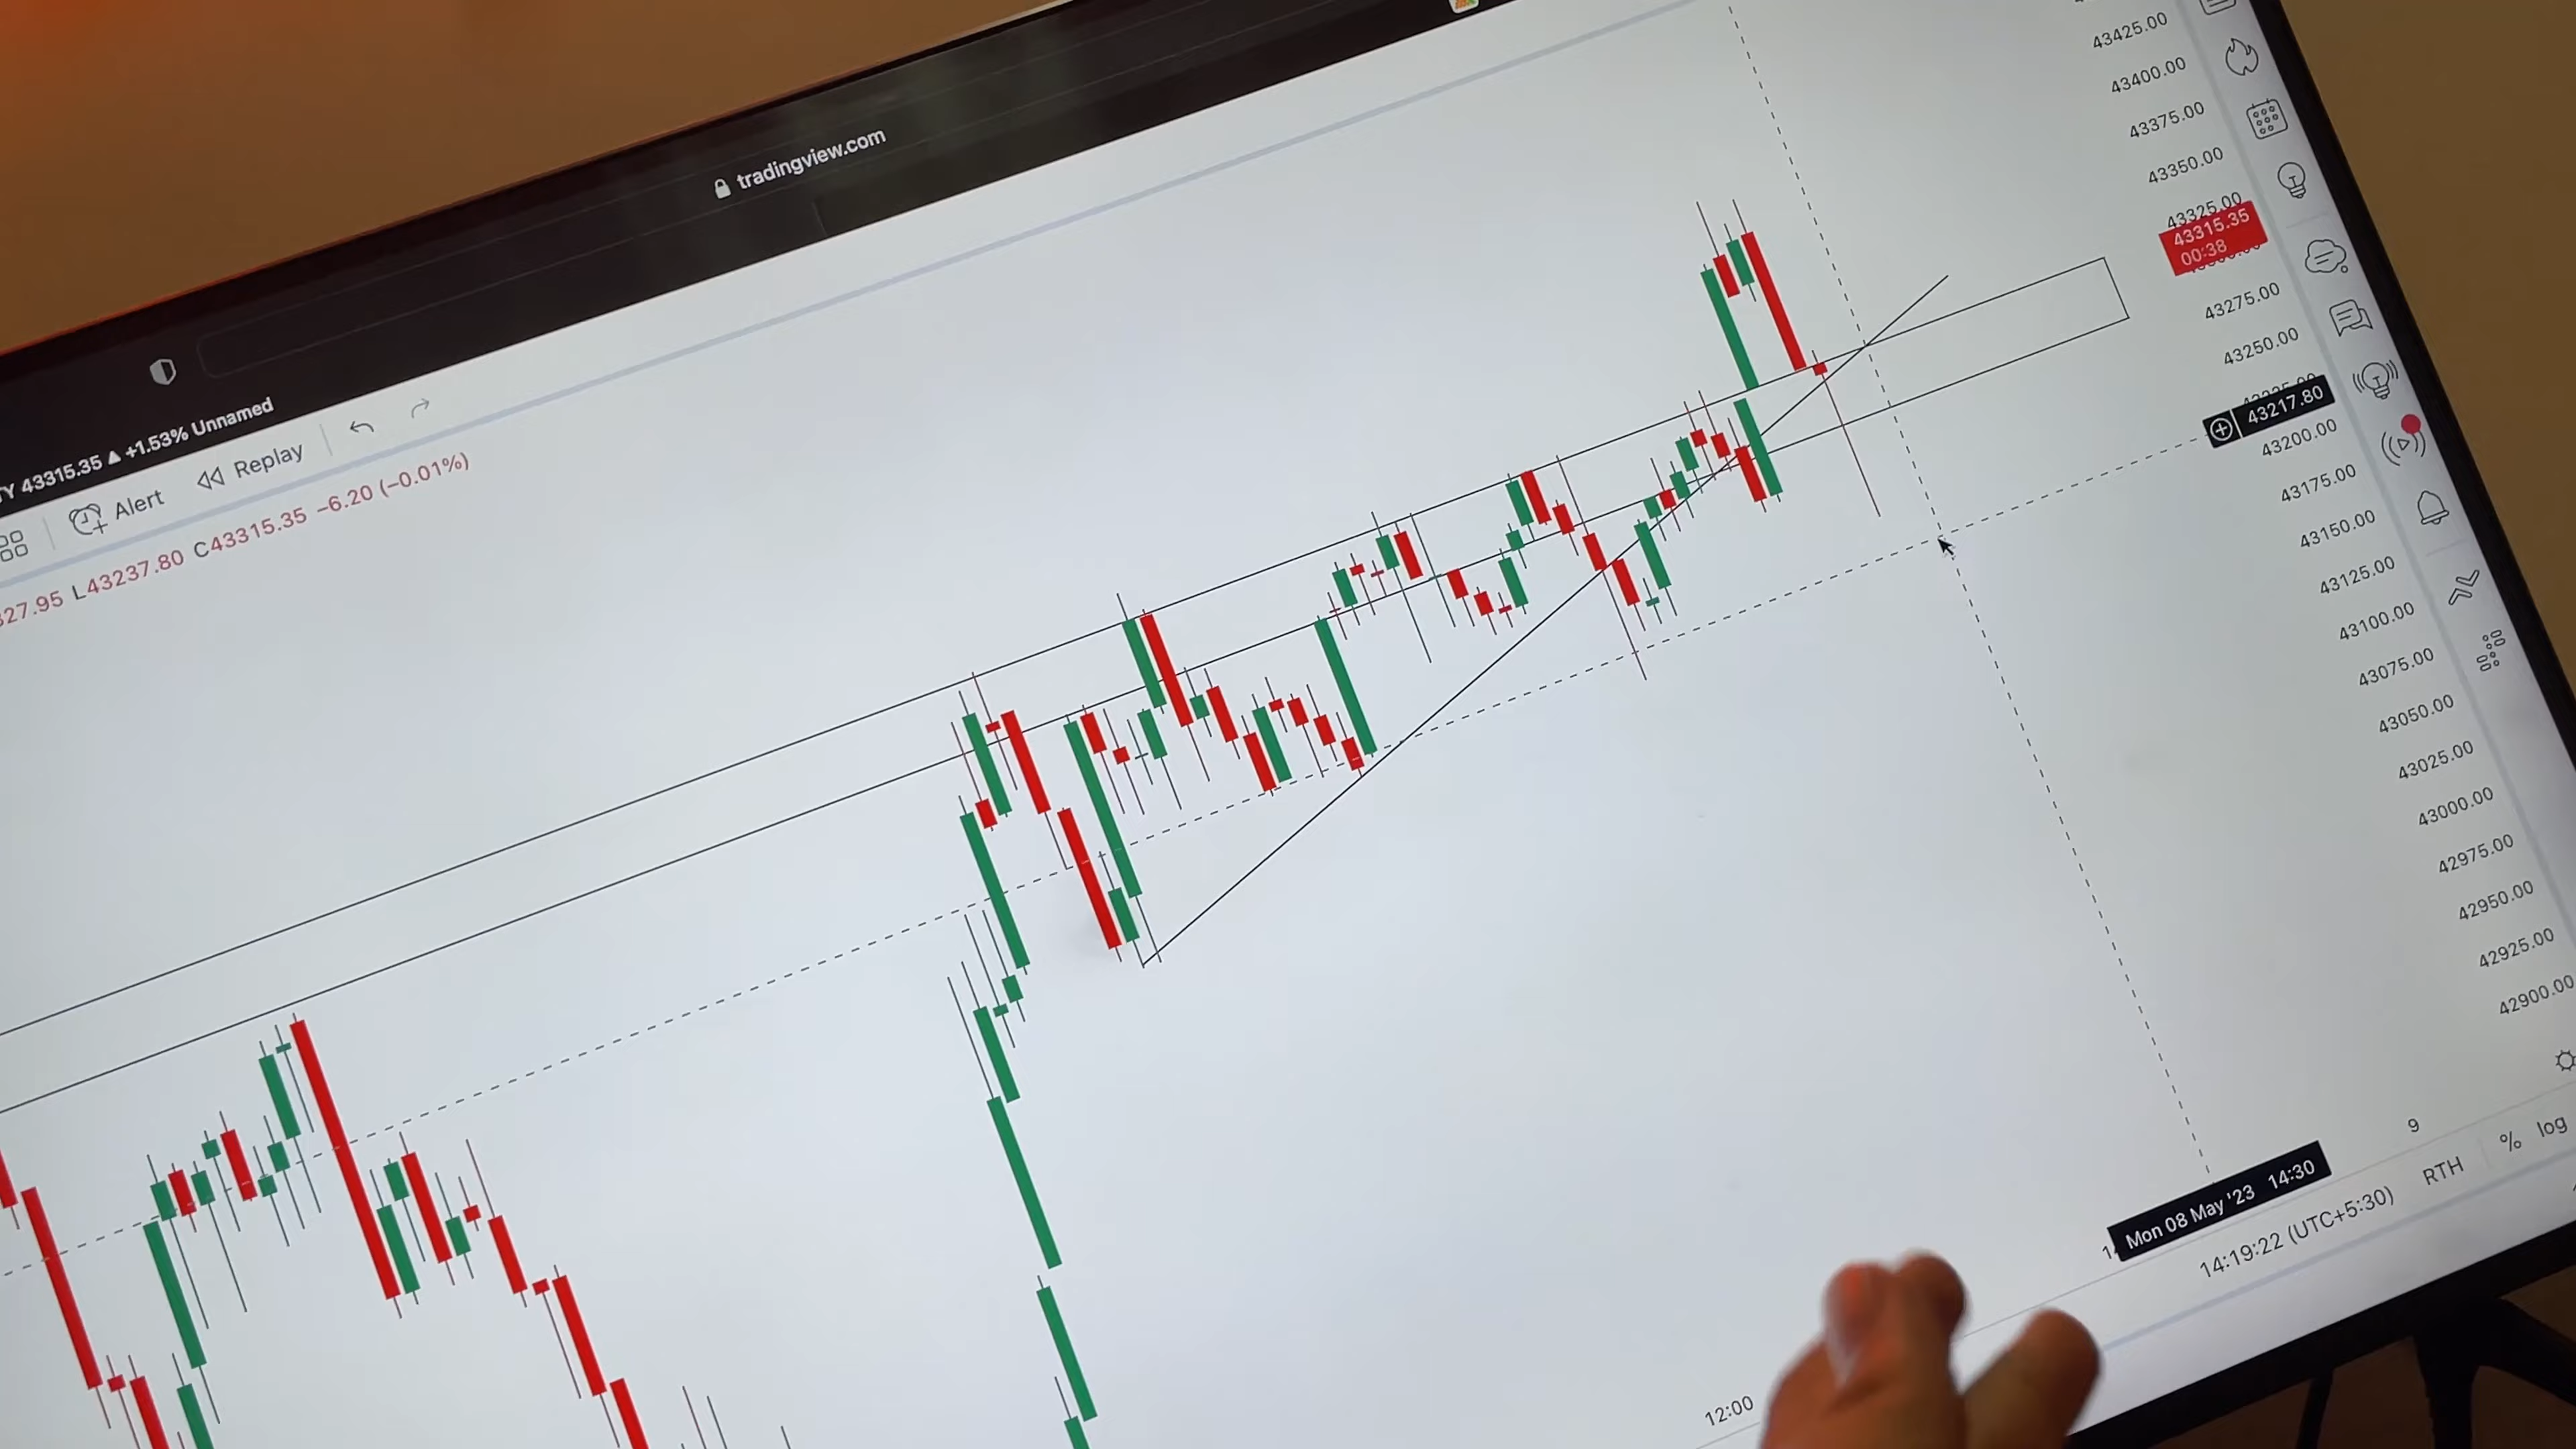 tradingview.com
43315.35 ▲ +1.53% Unnamed
Alert
Replay
L43237.80 C43315.35 −6.20 (−0.01%)
43425.00
43400.00
43375.00
43350.00
43325.00
43315.35
00:38
43275.00
43250.00
43217.80
43200.00
43175.00
43150.00
43125.00
43100.00
43075.00
43050.00
43025.00
43000.00
42975.00
42950.00
42925.00
42900.00
12:00
Mon 08 May '23 14:30
9
14:19:22 (UTC+5:30)
RTH
%
log